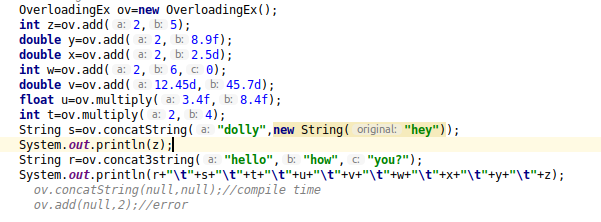 OverloadingEx ov=new OverloadingEx();
int z=ov.add( a: 2, b: 5);
double y=ov.add( a: 2, b: 8.9f);
double x=ov.add( a: 2, b: 2.5d);
int w=ov.add( a: 2, b: 6, c: 0);
double v=ov.add( a: 12.45d, b: 45.7d);
float u=ov.multiply( a: 3.4f, b: 8.4f);
int t=ov.multiply( a: 2, b: 4);
String s=ov.concatString( a: "dolly",new String( original: "hey"));
System.out.println(z);
String r=ov.concat3string( a: "hello", b: "how", c: "you?");
System.out.println(r+"\t"+s+"\t"+t+"\t"+u+"\t"+v+"\t"+w+"\t"+x+"\t"+y+"\t"+z);
ov.concatString(null,null);//compile time
ov.add(null,2);//error